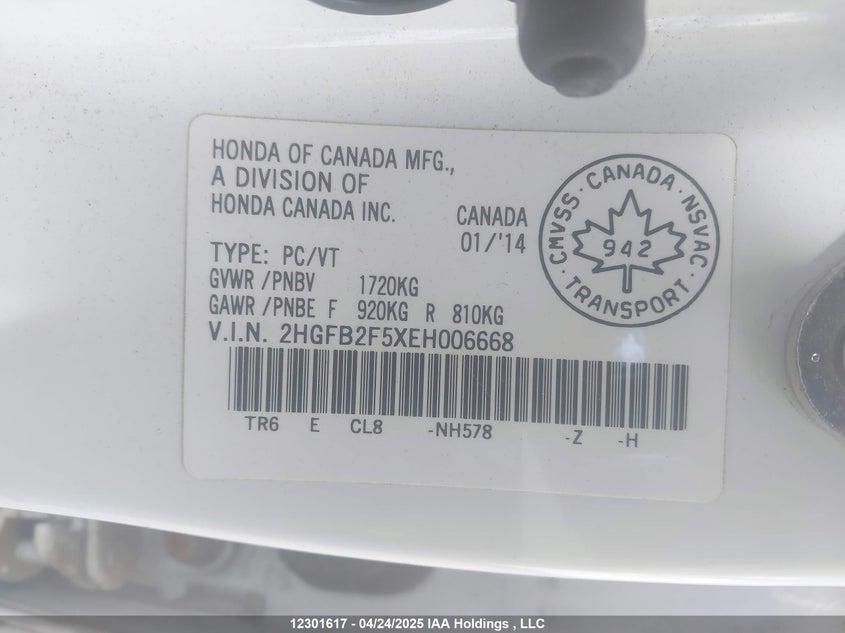 HONDA OF CANADA MFG.,
A DIVISION OF
HONDA CANADA INC.
CANADA
01/'14
TYPE: PC/VT
GVWR /PNBV 1720KG
GAWR /PNBE F 920KG R 810KG
V.I.N. 2HGFB2F5XEH006668
TR6 E CL8 -NH578 -Z -H
CMVSS · CANADA · NSVAC
942
· TRANSPORT ·
12301617 - 04/24/2025 IAA Holdings , LLC